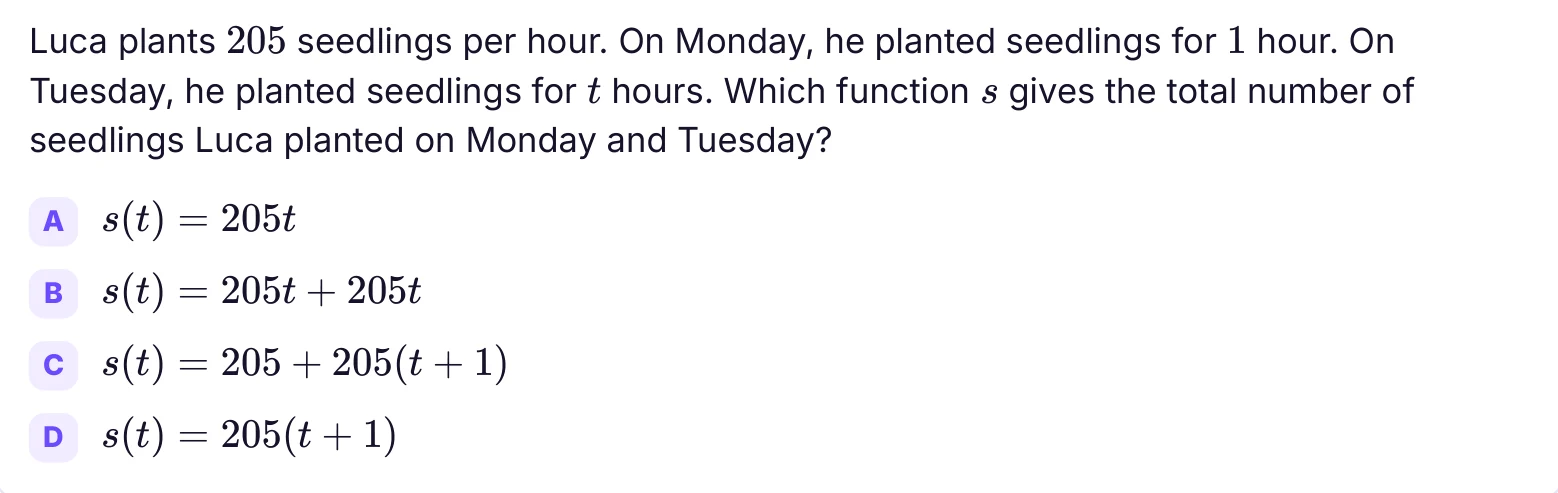 Luca plants 205 seedlings per hour. On Monday, he planted seedlings for 1 hour. On
Tuesday, he planted seedlings for t hours. Which function s gives the total number of
seedlings Luca planted on Monday and Tuesday?
A s(t) = 205t
B s(t) = 205t + 205t
C s(t) = 205 + 205(t + 1)
D s(t) = 205(t + 1)